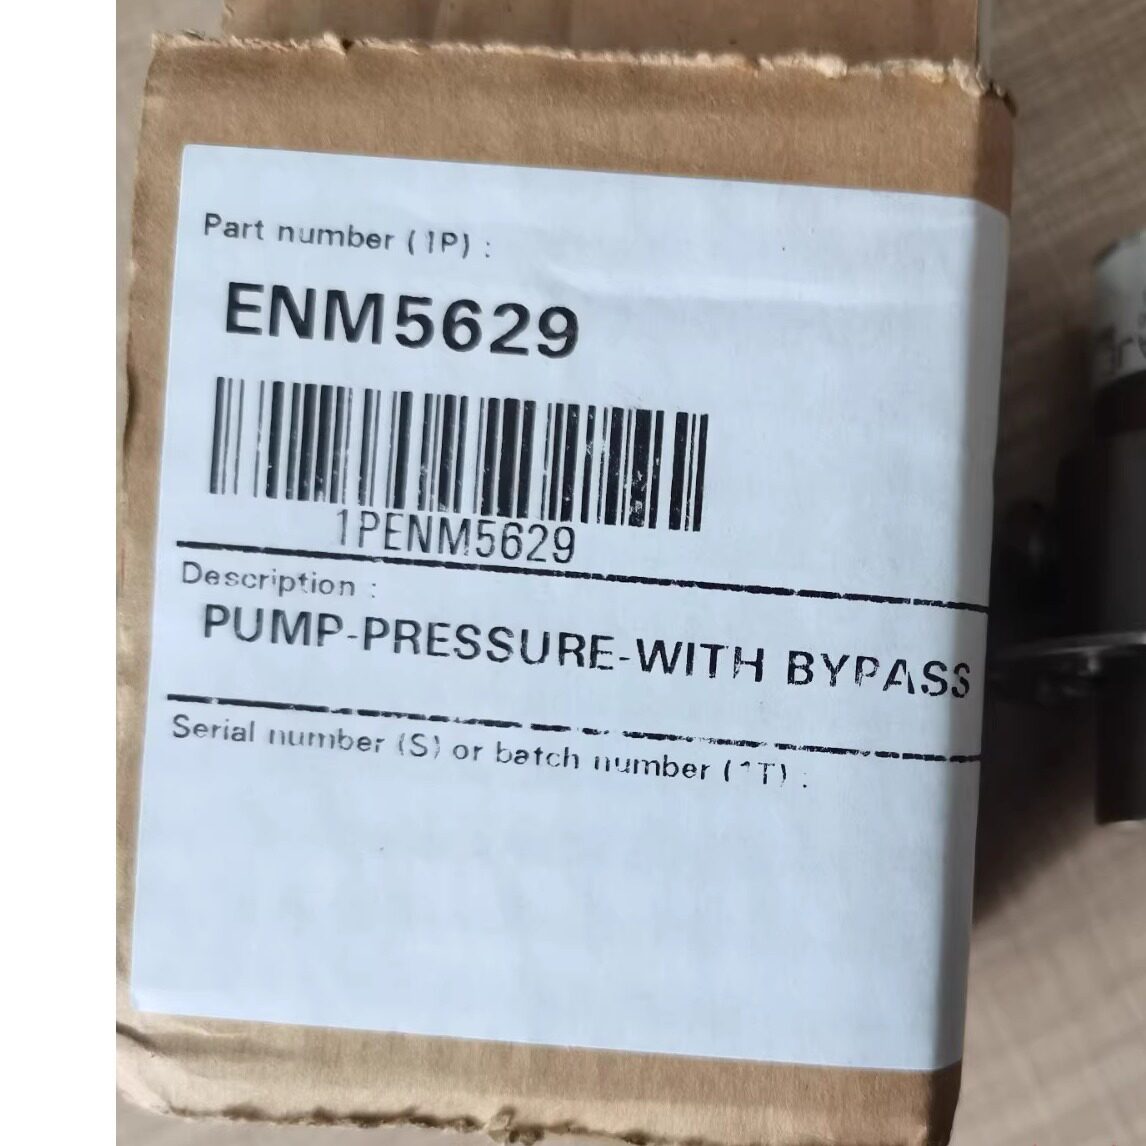 Part number (1P) :
ENM5629
1PENM5629
Description :
PUMP-PRESSURE-WITH BYPASS
Serial number (S) or batch number (1T) :